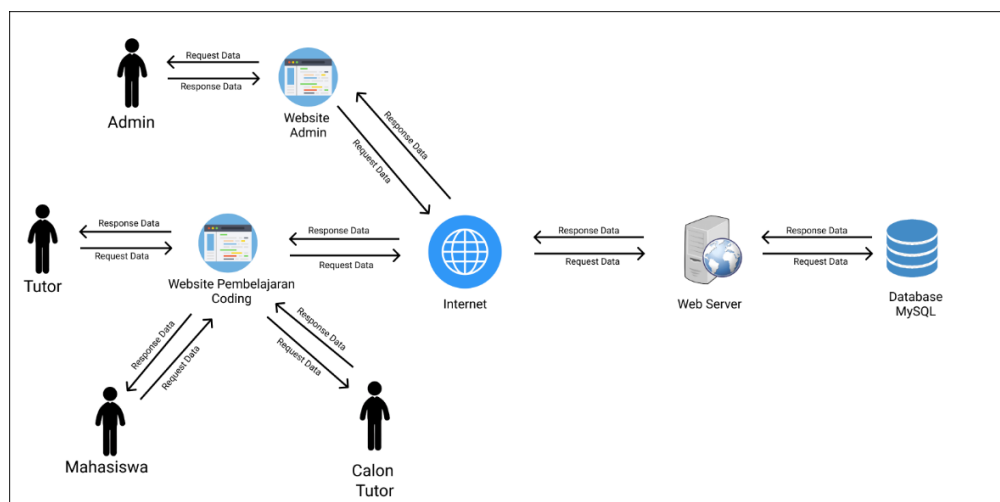 Request Data
Response Data
Admin
Website
Admin
Response Data
Request Data
Response Data
Request Data
Tutor
Website Pembelajaran
Coding
Response Data
Request Data
Internet
Response Data
Request Data
Web Server
Response Data
Request Data
Database
MySQL
Response Data
Request Data
Mahasiswa
Response Data
Request Data
Calon
Tutor